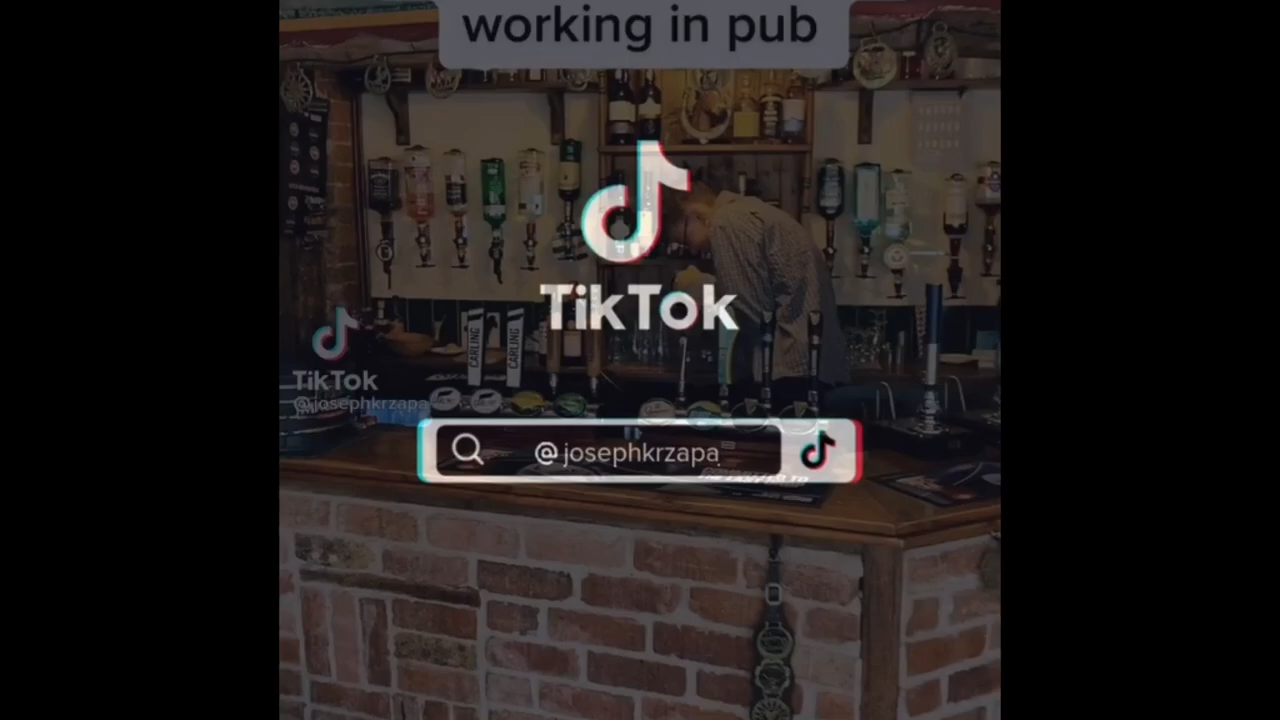 working in pub
TikTok
CARLING
CARLING
TikTok
@josephkrzapa
@josephkrzapa